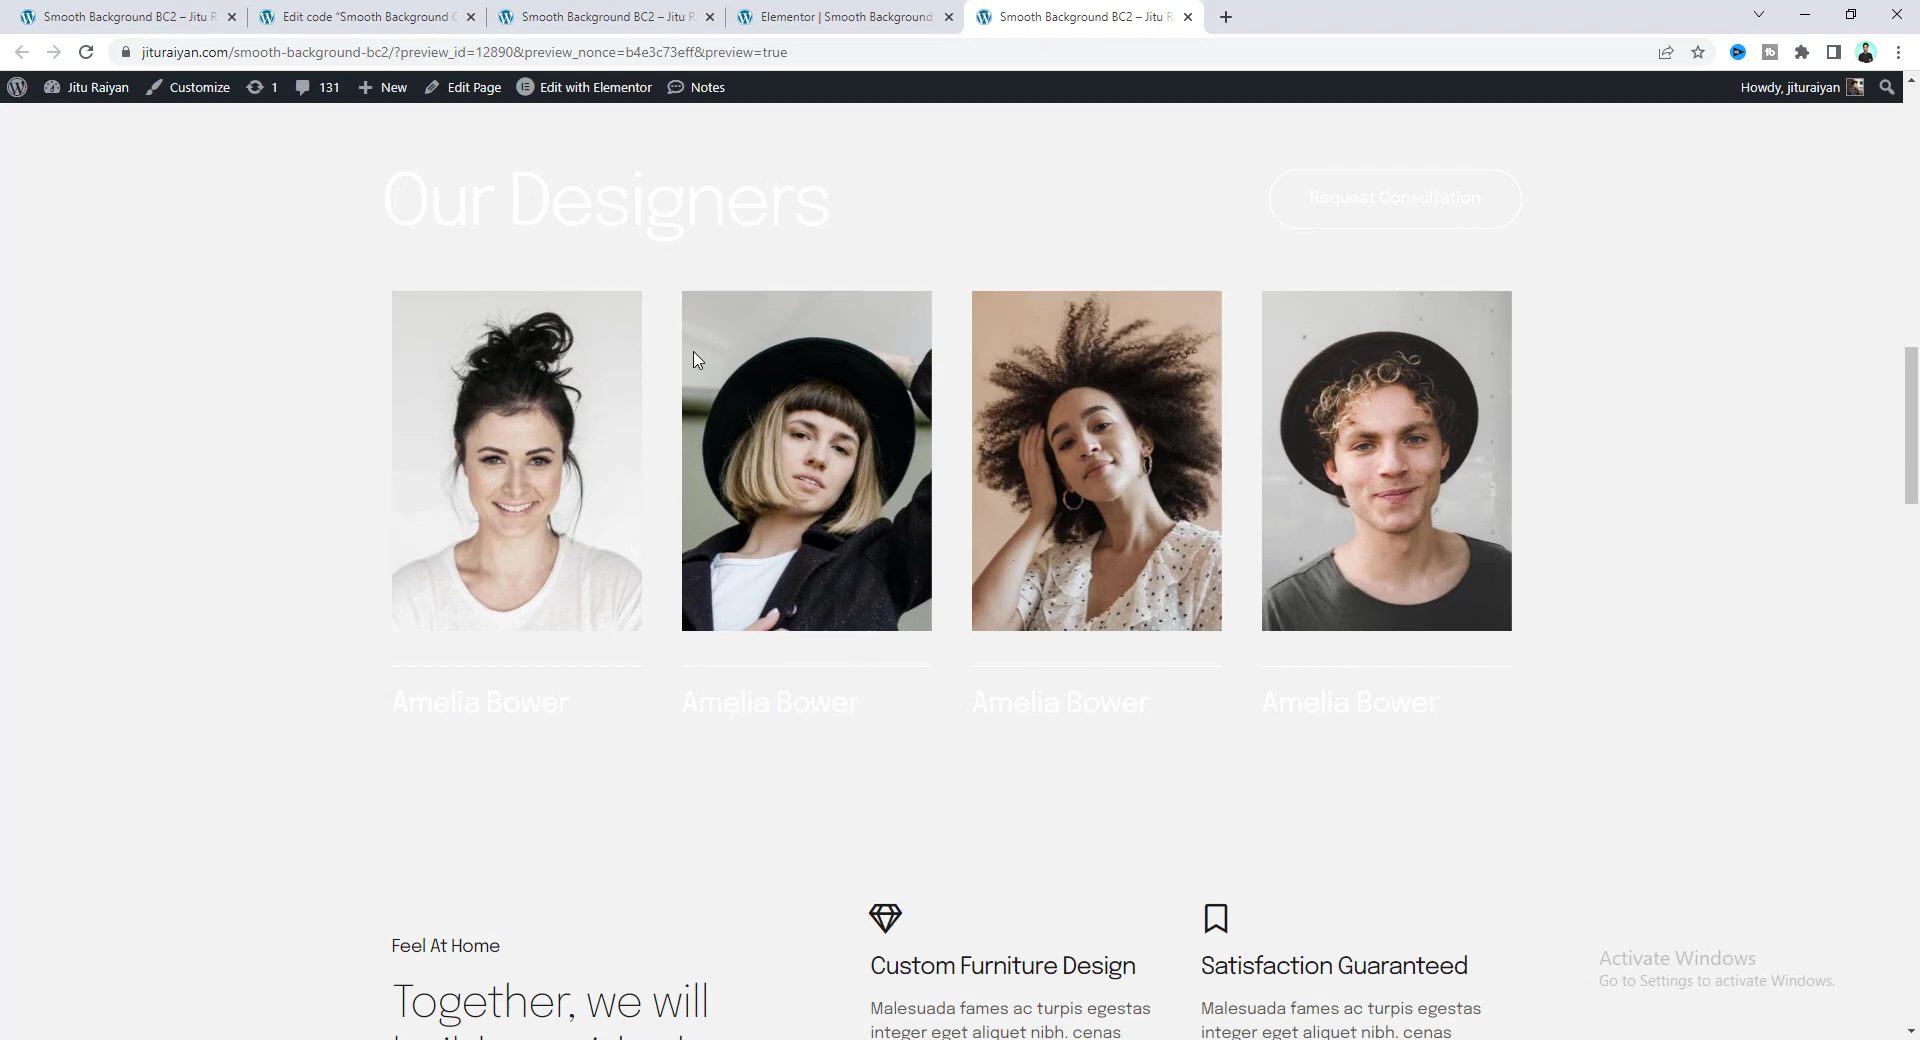 Smooth Background BC2 – Jitu R
Edit code "Smooth Background C
Smooth Background BC2 – Jitu R
Elementor | Smooth Background
Smooth Background BC2 – Jitu R
jituraiyan.com/smooth-background-bc2/?preview_id=12890&preview_nonce=b4e3c73eff&preview=true
Jitu Raiyan Customize 1 131 New Edit Page Edit with Elementor Notes Howdy, jituraiyan
Our Designers
Request Consultation
Amelia Bower Amelia Bower Amelia Bower Amelia Bower
Feel At Home
Together, we will
Custom Furniture Design
Malesuada fames ac turpis egestas
integer eget aliquet nibh. cenas
Satisfaction Guaranteed
Malesuada fames ac turpis egestas
integer eget aliquet nibh. cenas
Activate Windows
Go to Settings to activate Windows.